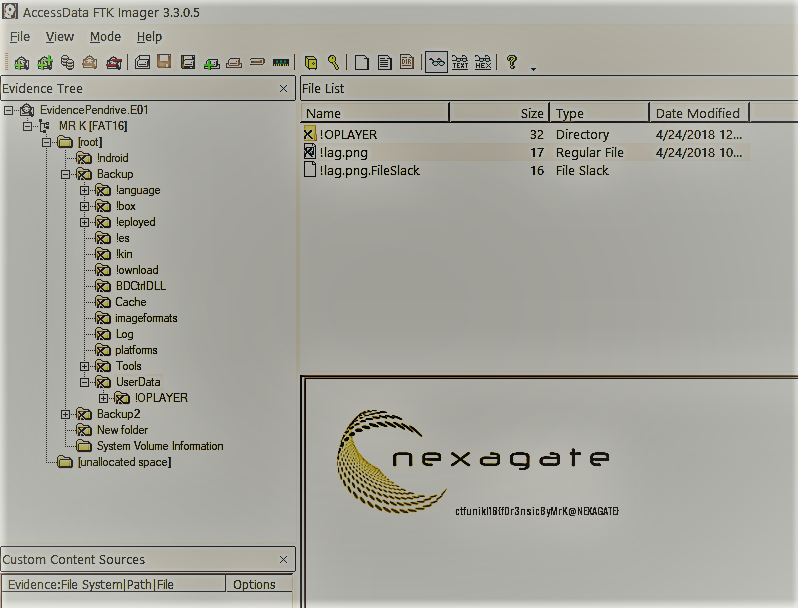 AccessData FTK Imager 3.3.0.5
File View Mode Help
TEXT HEX
Evidence Tree
EvidencePendrive.E01
MR K [FAT16]
[root]
!ndroid
Backup
!anguage
!box
!eployed
!es
!kin
!ownload
BDCtrlDLL
Cache
imageformats
Log
platforms
Tools
UserData
!OPLAYER
Backup2
New folder
System Volume Information
[unallocated space]
Custom Content Sources
Evidence:File System|Path|File Options
File List
Name Size Type Date Modified
!OPLAYER 32 Directory 4/24/2018 12...
!lag.png 17 Regular File 4/24/2018 10...
!lag.png.FileSlack 16 File Slack
nexagate